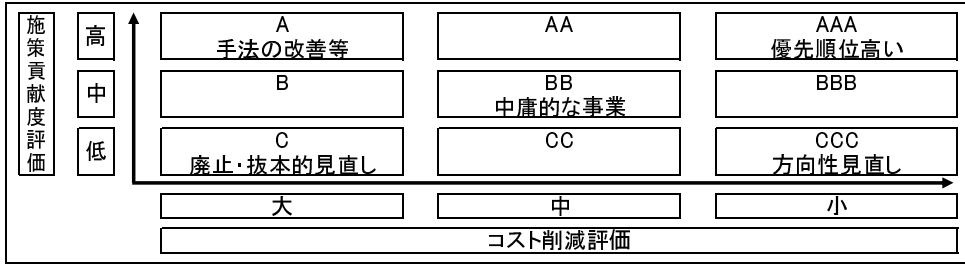 施策貢献度評価
高
A
手法の改善等
AA
AAA
優先順位高い
中
B
BB
中庸的な事業
BBB
低
C
廃止・抜本的見直し
CC
CCC
方向性見直し
大
中
小
コスト削減評価